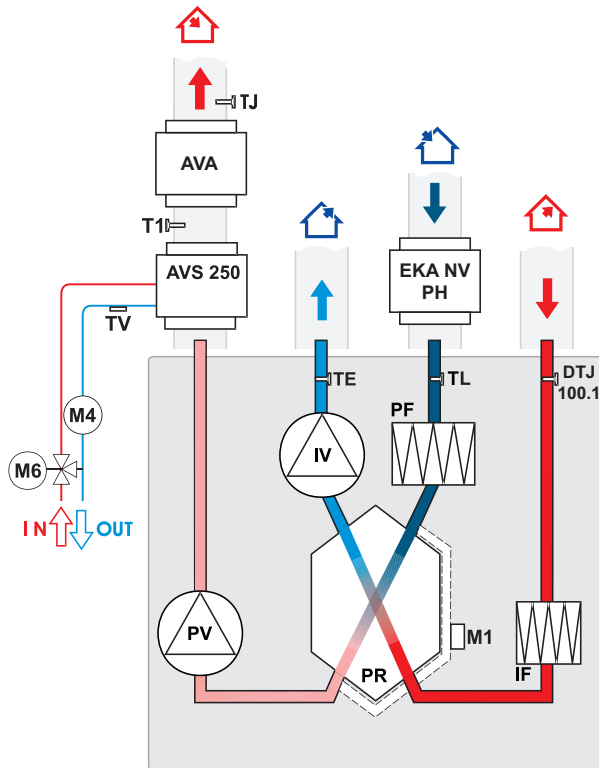 TJ
AVA
T1
AVS 250
EKA NV
PH
TV
TE
TL
DTJ
100.1
PF
M4
IV
M6
IN
OUT
PV
M1
PR
IF